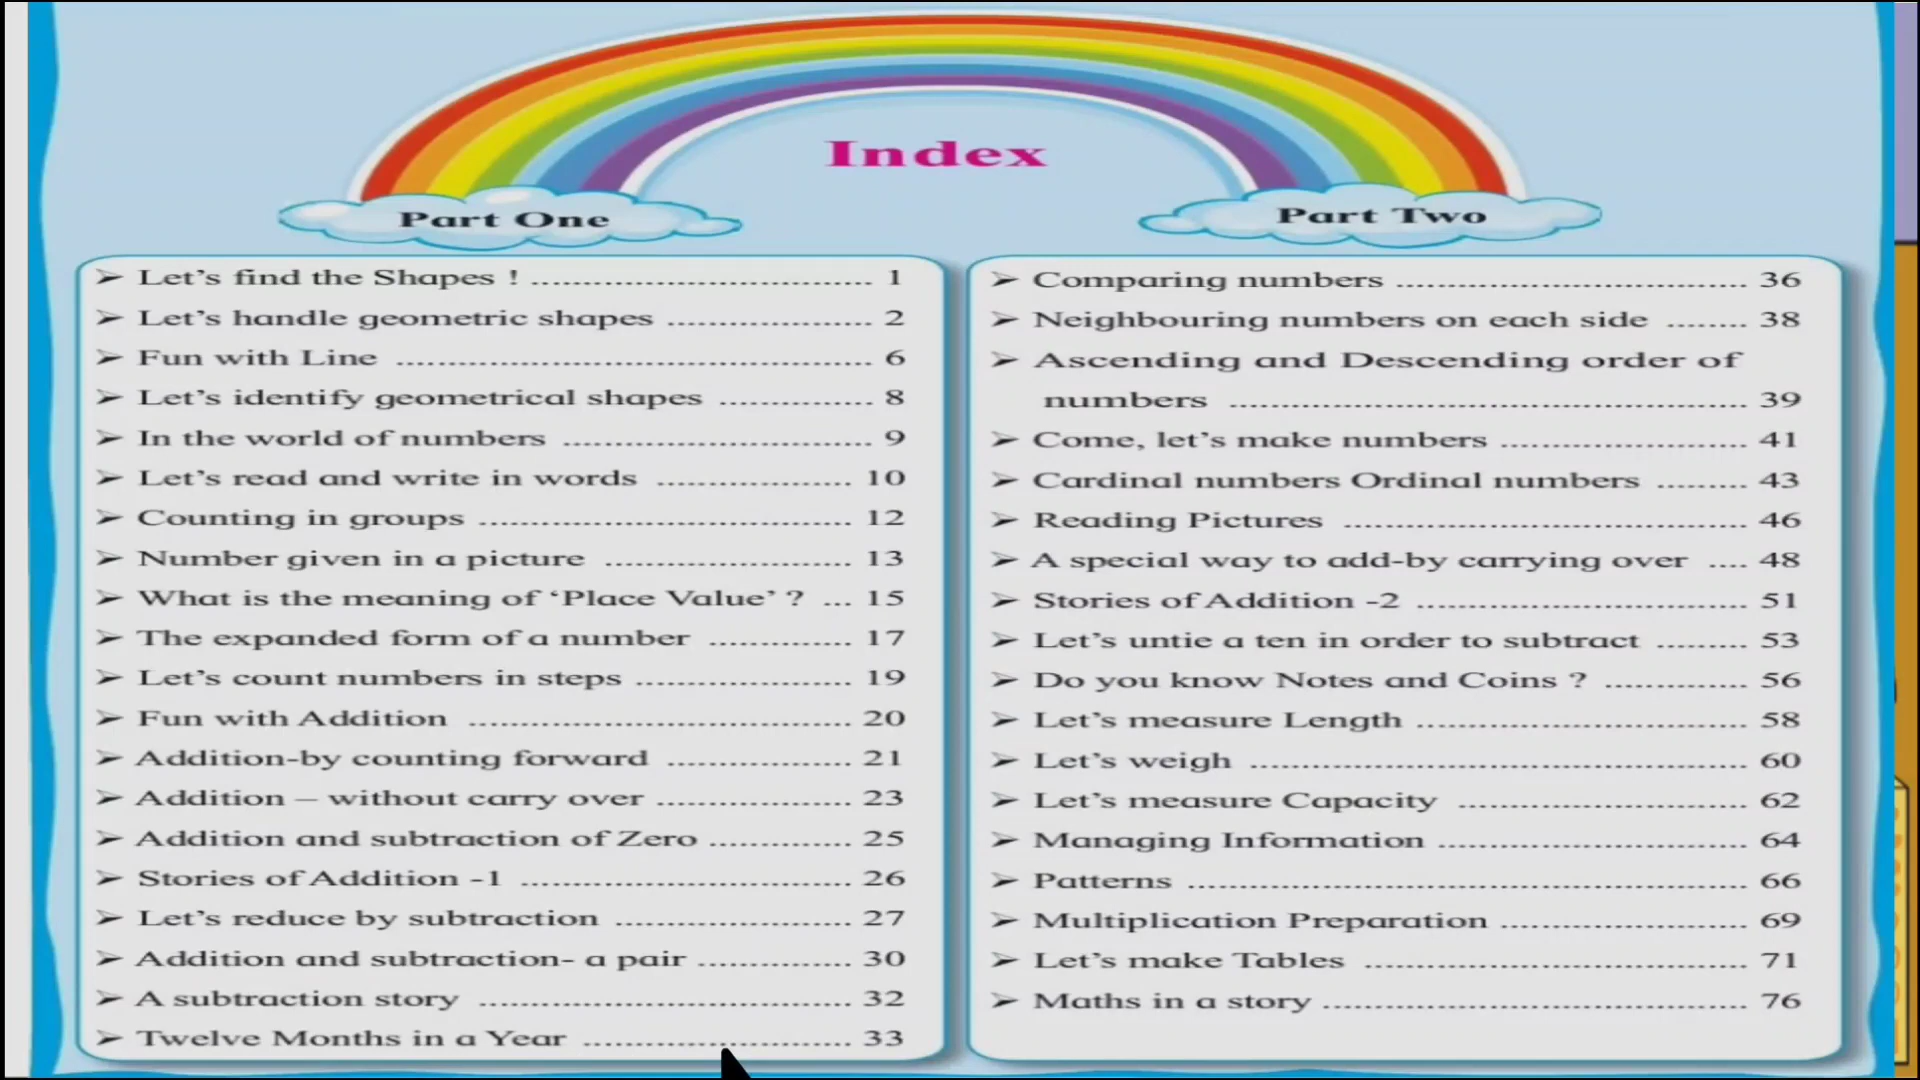 Index
Part One
➢ Let's find the Shapes ! .................................. 1
➢ Let's handle geometric shapes .................... 2
➢ Fun with Line ............................................... 6
➢ Let's identify geometrical shapes ............... 8
➢ In the world of numbers .............................. 9
➢ Let's read and write in words ................... 10
➢ Counting in groups ..................................... 12
➢ Number given in a picture ........................ 13
➢ What is the meaning of ‘Place Value’ ? ... 15
➢ The expanded form of a number .............. 17
➢ Let's count numbers in steps ..................... 19
➢ Fun with Addition ...................................... 20
➢ Addition-by counting forward .................. 21
➢ Addition – without carry over ................... 23
➢ Addition and subtraction of Zero .............. 25
➢ Stories of Addition -1 ................................. 26
➢ Let's reduce by subtraction ....................... 27
➢ Addition and subtraction- a pair ............... 30
➢ A subtraction story ..................................... 32
➢ Twelve Months in a Year ........................... 33
Part Two
➢ Comparing numbers ................................... 36
➢ Neighbouring numbers on each side ........ 38
➢ Ascending and Descending order of
numbers .................................................... 39
➢ Come, let's make numbers ......................... 41
➢ Cardinal numbers Ordinal numbers ......... 43
➢ Reading Pictures ........................................ 46
➢ A special way to add-by carrying over .... 48
➢ Stories of Addition -2 ................................. 51
➢ Let's untie a ten in order to subtract ......... 53
➢ Do you know Notes and Coins ? .............. 56
➢ Let's measure Length ................................. 58
➢ Let's weigh .................................................. 60
➢ Let's measure Capacity ............................. 62
➢ Managing Information ............................... 64
➢ Patterns ........................................................ 66
➢ Multiplication Preparation ......................... 69
➢ Let's make Tables ....................................... 71
➢ Maths in a story ........................................... 76